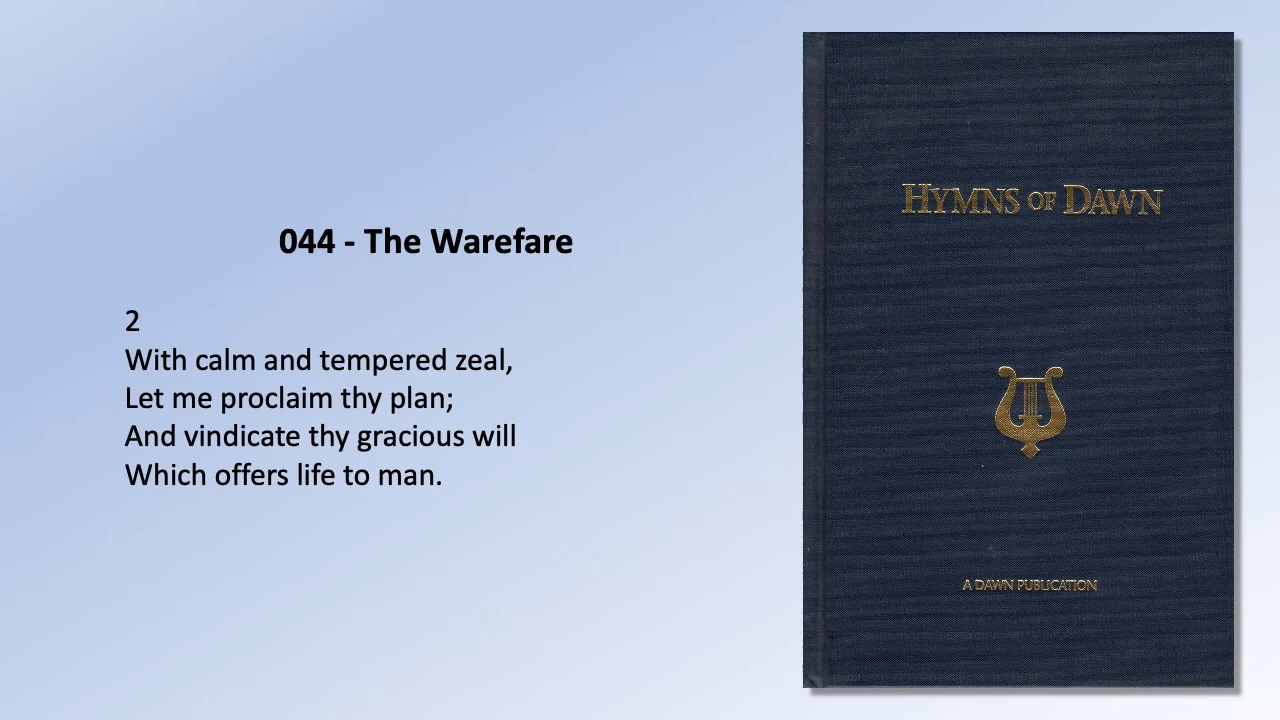 044 - The Warefare
2
With calm and tempered zeal,
Let me proclaim thy plan;
And vindicate thy gracious will
Which offers life to man.
HYMNS OF DAWN
A DAWN PUBLICATION